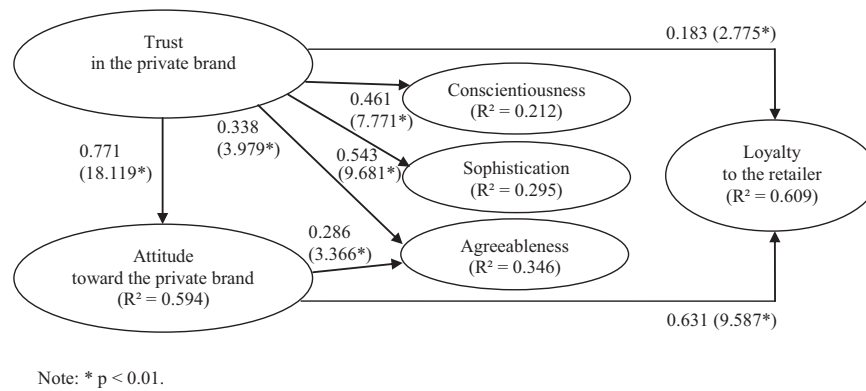 Trust
in the private brand
0.183 (2.775*)
Conscientiousness
(R² = 0.212)
0.461
(7.771*)
0.338
(3.979*)
0.771
(18.119*)
0.543
(9.681*)
Sophistication
(R² = 0.295)
Loyalty
to the retailer
(R² = 0.609)
0.286
(3.366*)
Agreeableness
(R² = 0.346)
Attitude
toward the private brand
(R² = 0.594)
0.631 (9.587*)
Note: * p < 0.01.